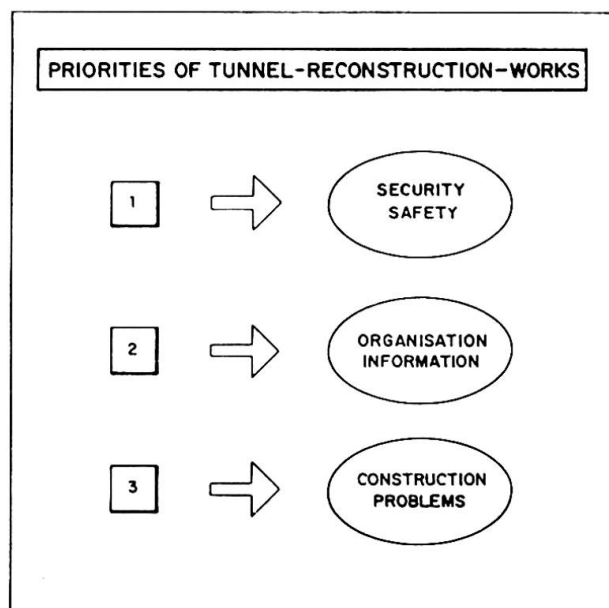 PRIORITIES OF TUNNEL-RECONSTRUCTION-WORKS
1
SECURITY
SAFETY
2
ORGANISATION
INFORMATION
3
CONSTRUCTION
PROBLEMS